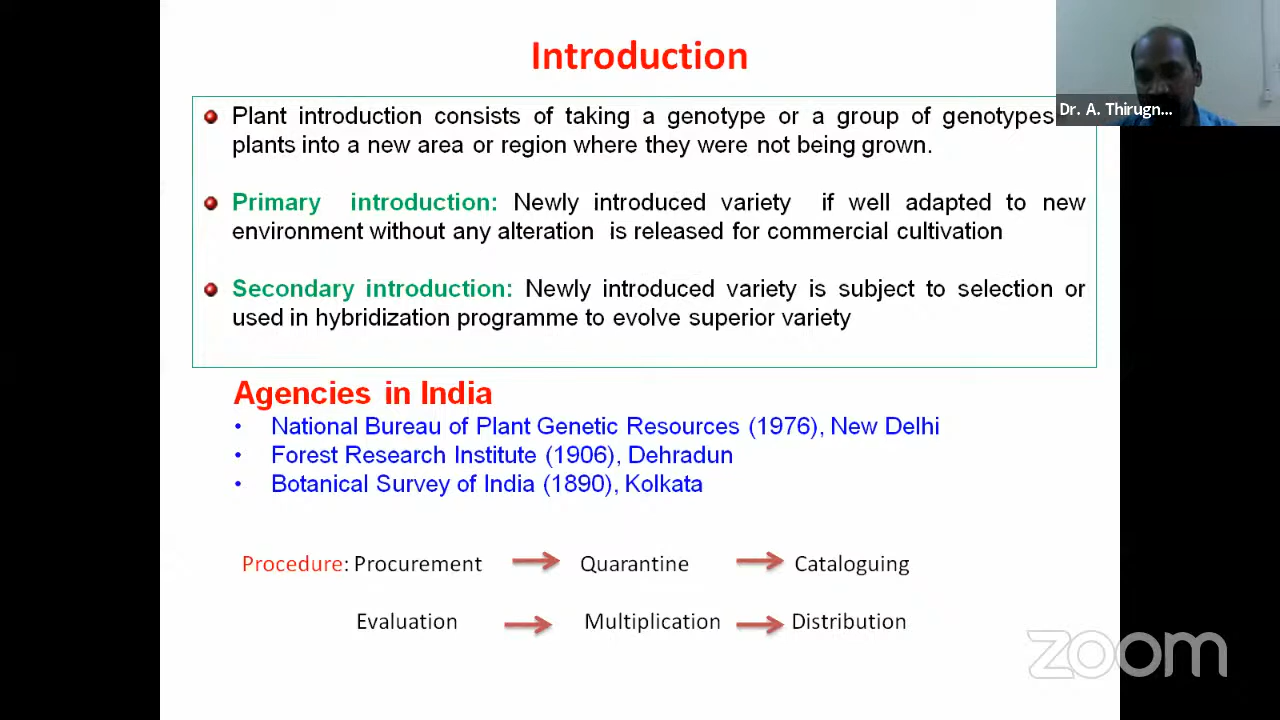 Introduction
Dr. A. Thirugn...
Plant introduction consists of taking a genotype or a group of genotypes
plants into a new area or region where they were not being grown.
Primary introduction: Newly introduced variety if well adapted to new
environment without any alteration is released for commercial cultivation
Secondary introduction: Newly introduced variety is subject to selection or
used in hybridization programme to evolve superior variety
Agencies in India
• National Bureau of Plant Genetic Resources (1976), New Delhi
• Forest Research Institute (1906), Dehradun
• Botanical Survey of India (1890), Kolkata
Procedure: Procurement → Quarantine → Cataloguing
Evaluation → Multiplication → Distribution
zoom